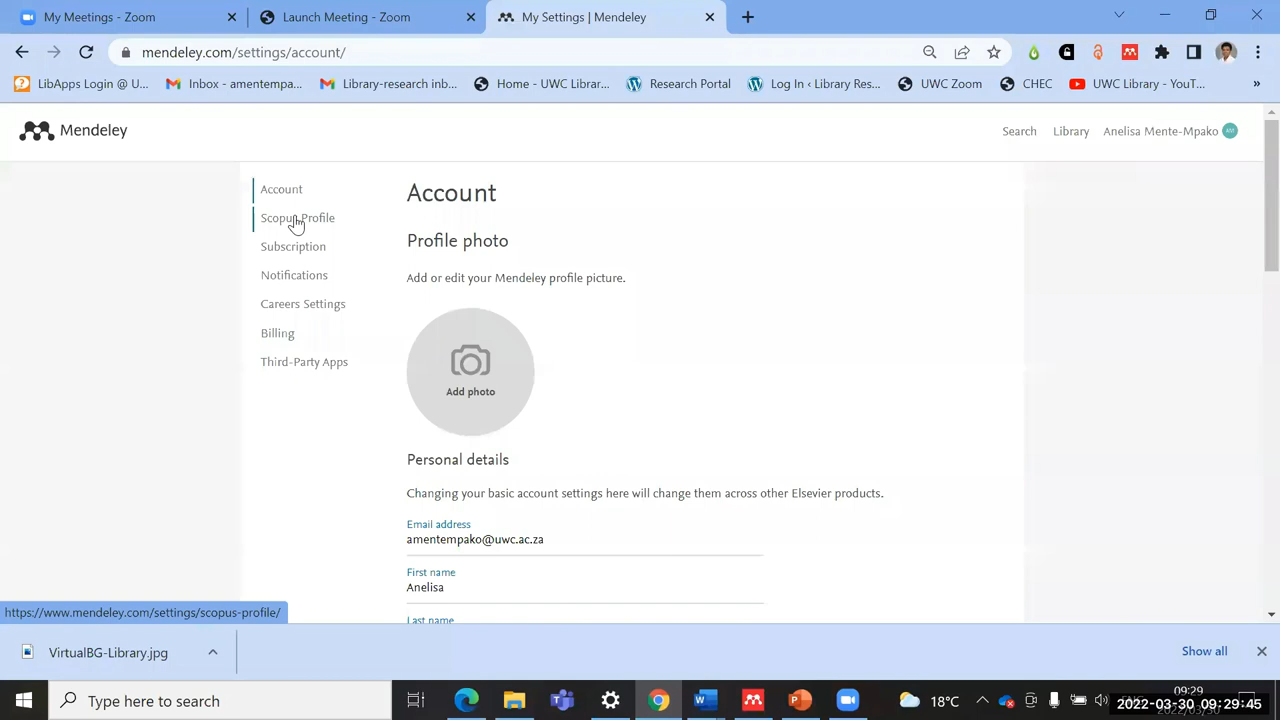 My Meetings - Zoom
Launch Meeting - Zoom
My Settings | Mendeley
mendeley.com/settings/account/
LibApps Login @ U...
Inbox - amentempa...
Library-research inb...
Home - UWC Librar...
Research Portal
Log In ‹ Library Res...
UWC Zoom
CHEC
UWC Library - YouT...
»
Mendeley
Search
Library
Anelisa Mente-Mpako
AM
Account
Scopus Profile
Subscription
Notifications
Careers Settings
Billing
Third-Party Apps
Account
Profile photo
Add or edit your Mendeley profile picture.
Add photo
Personal details
Changing your basic account settings here will change them across other Elsevier products.
Email address
amentempako@uwc.ac.za
First name
Anelisa
Last name
https://www.mendeley.com/settings/scopus-profile/
VirtualBG-Library.jpg
Show all
Type here to search
18°C
09:29
2022-03-30 09:29:45